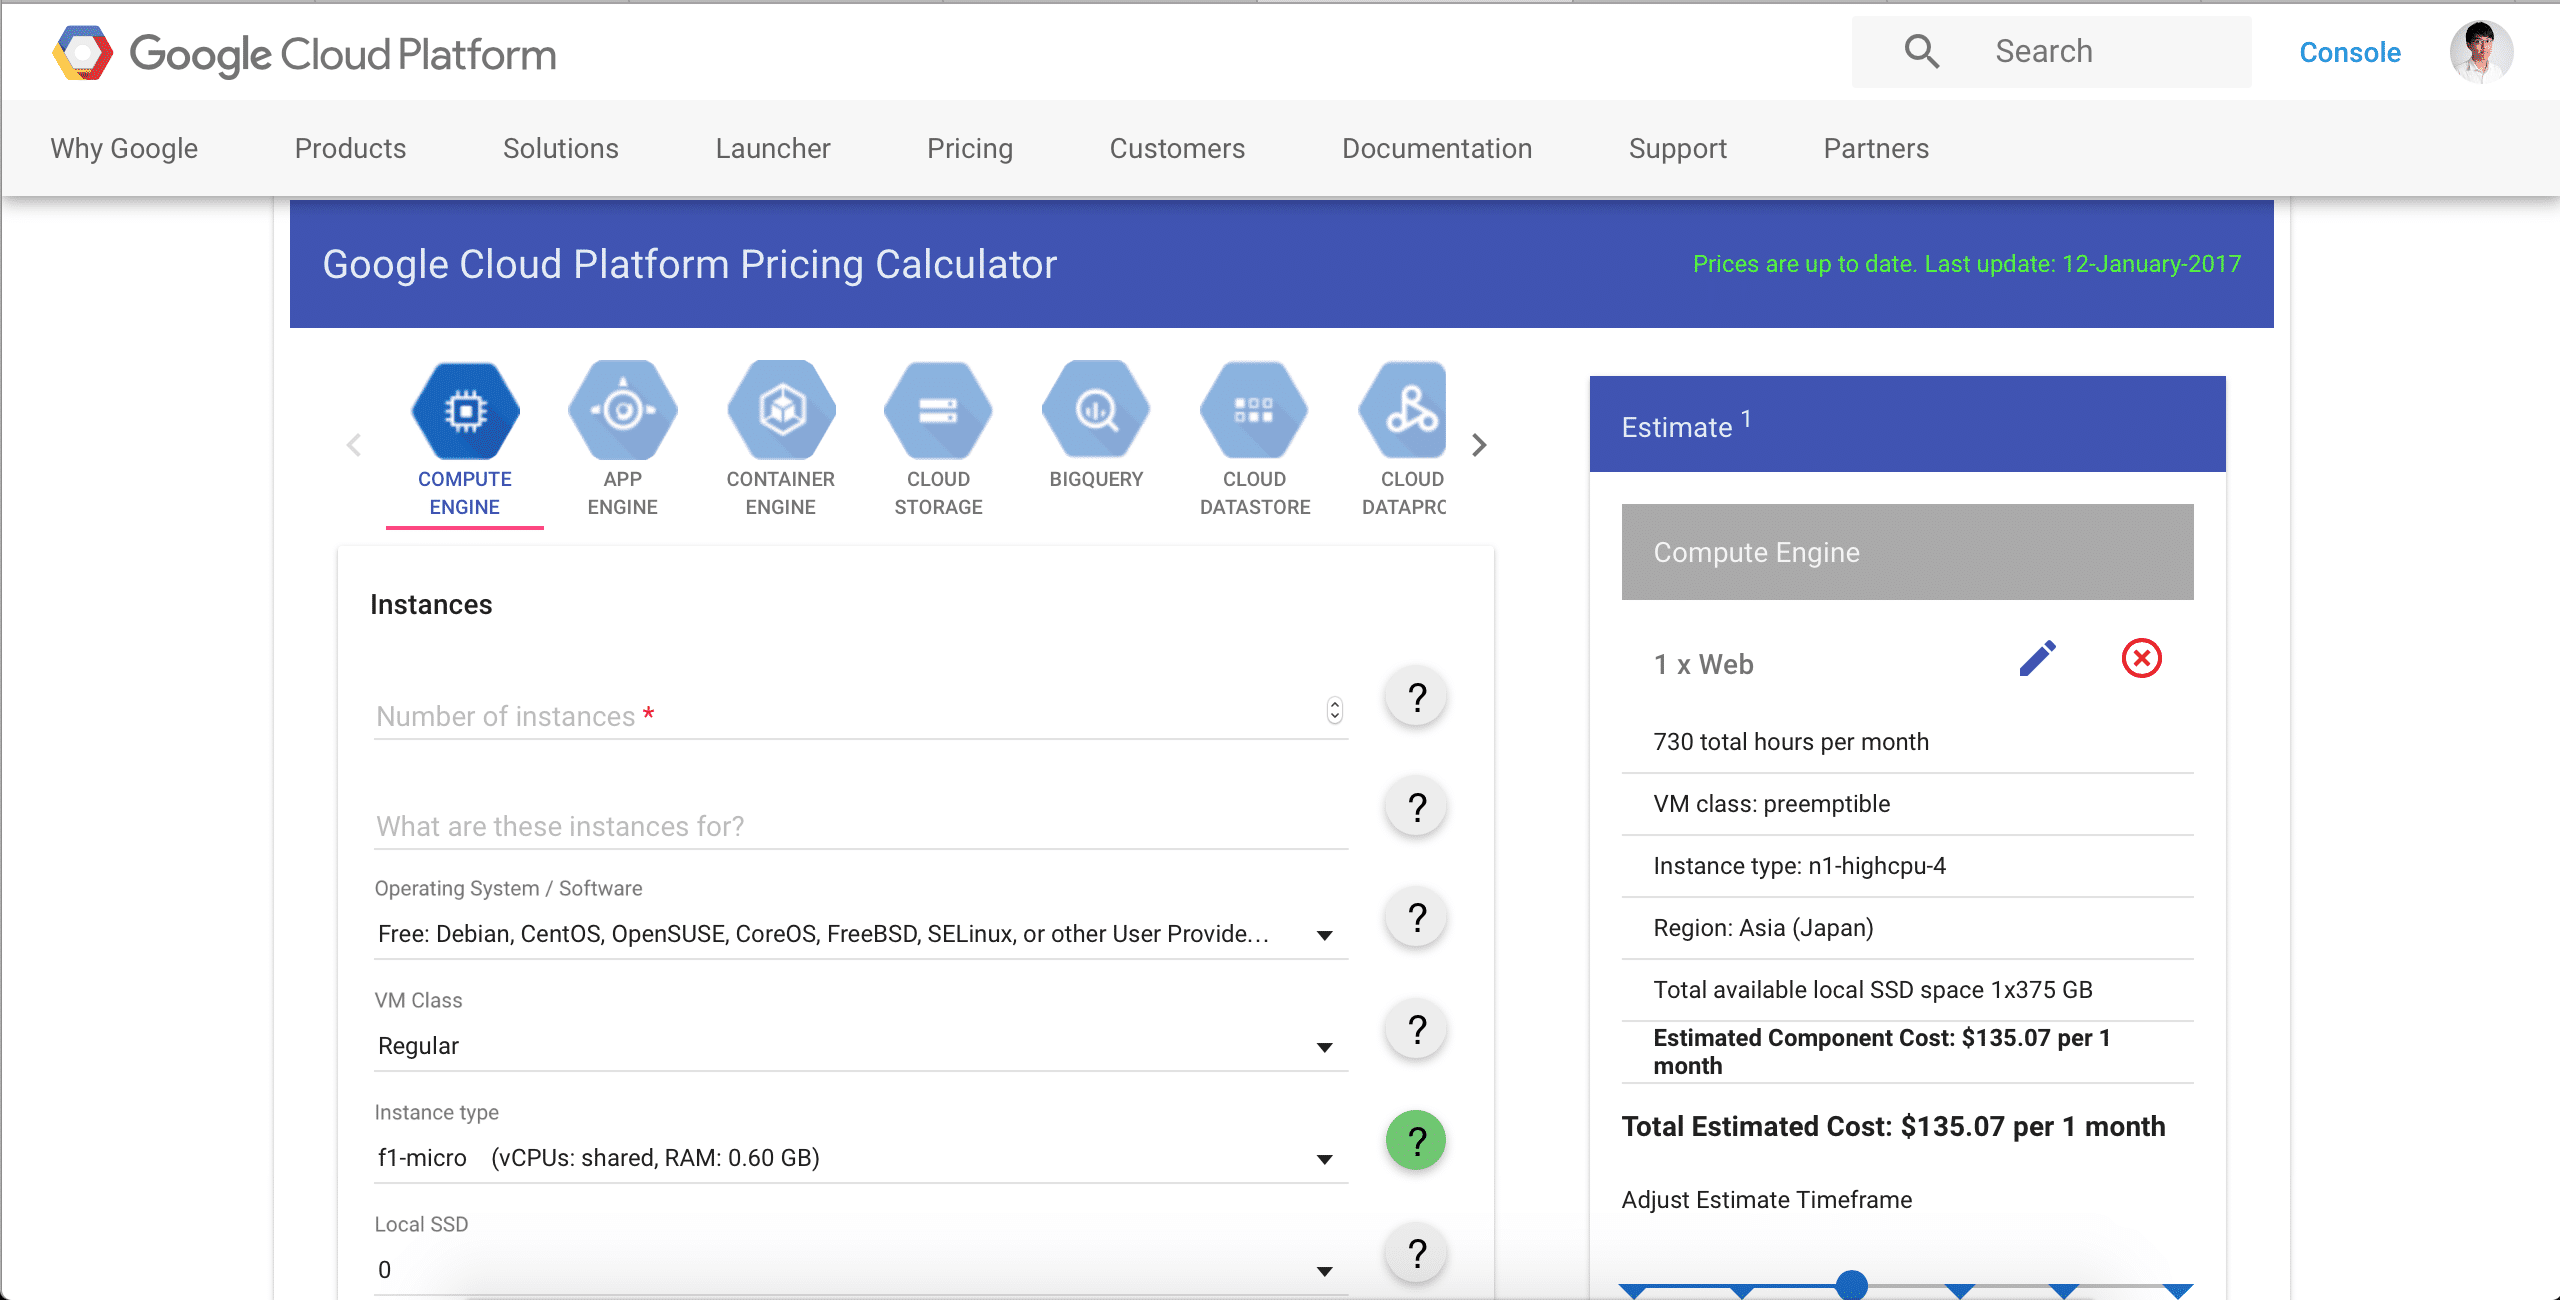 Google Cloud Platform
Search
Console
Why Google
Products
Solutions
Launcher
Pricing
Customers
Documentation
Support
Partners
Google Cloud Platform Pricing Calculator
Prices are up to date. Last update: 12-January-2017
COMPUTE
ENGINE
APP
ENGINE
CONTAINER
ENGINE
CLOUD
STORAGE
BIGQUERY
CLOUD
DATASTORE
CLOUD
DATAPRO
Instances
Number of instances *
?
What are these instances for?
?
Operating System / Software
Free: Debian, CentOS, OpenSUSE, CoreOS, FreeBSD, SELinux, or other User Provide...
?
VM Class
Regular
?
Instance type
f1-micro (vCPUs: shared, RAM: 0.60 GB)
?
Local SSD
0
?
Estimate 1
Compute Engine
1 x Web
730 total hours per month
VM class: preemptible
Instance type: n1-highcpu-4
Region: Asia (Japan)
Total available local SSD space 1x375 GB
Estimated Component Cost: $135.07 per 1
month
Total Estimated Cost: $135.07 per 1 month
Adjust Estimate Timeframe